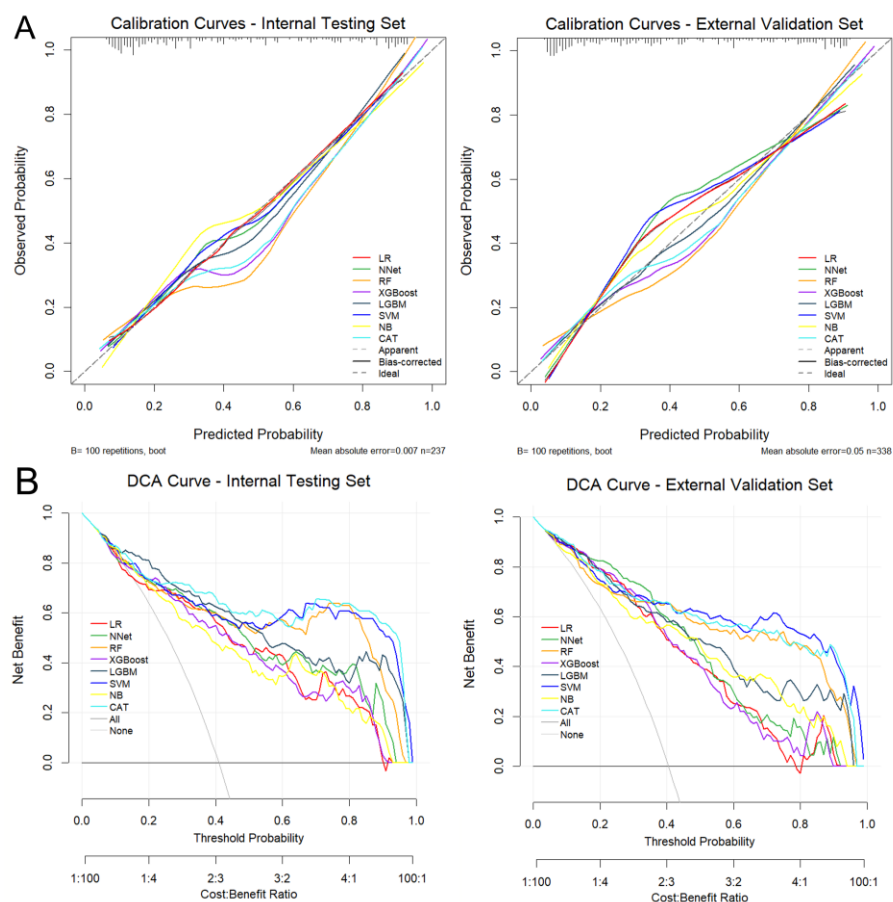 A
Calibration Curves - Internal Testing Set
Observed Probability
1.0
0.8
0.6
0.4
0.2
0.0
LR
NNet
RF
XGBoost
LGBM
SVM
NB
CAT
Apparent
Bias-corrected
Ideal
0.0 0.2 0.4 0.6 0.8 1.0
Predicted Probability
B= 100 repetitions, boot Mean absolute error=0.007 n=237
Calibration Curves - External Validation Set
Observed Probability
1.0
0.8
0.6
0.4
0.2
0.0
LR
NNet
RF
XGBoost
LGBM
SVM
NB
CAT
Apparent
Bias-corrected
Ideal
0.0 0.2 0.4 0.6 0.8 1.0
Predicted Probability
B= 100 repetitions, boot Mean absolute error=0.05 n=338
B
DCA Curve - Internal Testing Set
Net Benefit
1.0
0.8
0.6
0.4
0.2
0.0
LR
NNet
RF
XGBoost
LGBM
SVM
NB
CAT
All
None
0.0 0.2 0.4 0.6 0.8 1.0
Threshold Probability
1:100 1:4 2:3 3:2 4:1 100:1
Cost:Benefit Ratio
DCA Curve - External Validation Set
Net Benefit
1.0
0.8
0.6
0.4
0.2
0.0
LR
NNet
RF
XGBoost
LGBM
SVM
NB
CAT
All
None
0.0 0.2 0.4 0.6 0.8 1.0
Threshold Probability
1:100 1:4 2:3 3:2 4:1 100:1
Cost:Benefit Ratio